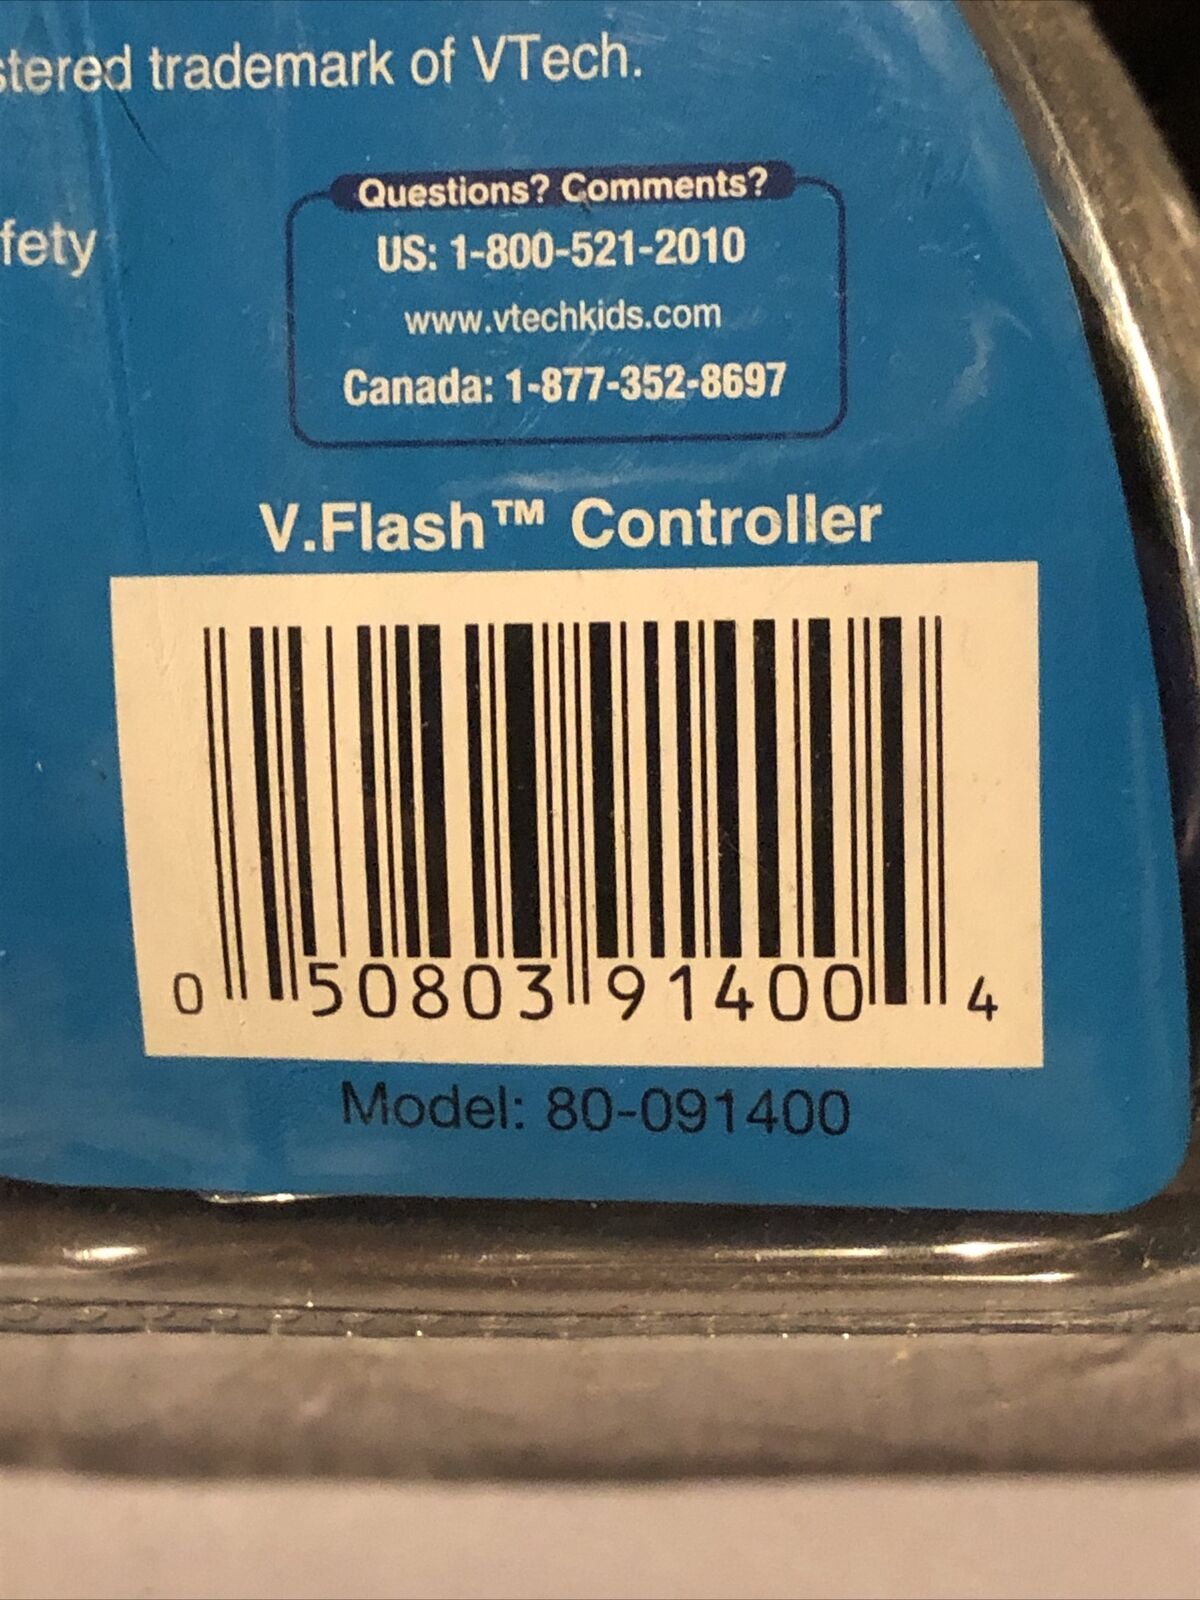 stered trademark of VTech.
fety
Questions? Comments?
US: 1-800-521-2010
www.vtechkids.com
Canada: 1-877-352-8697
V.Flash™ Controller
0 50803 91400 4
Model: 80-091400